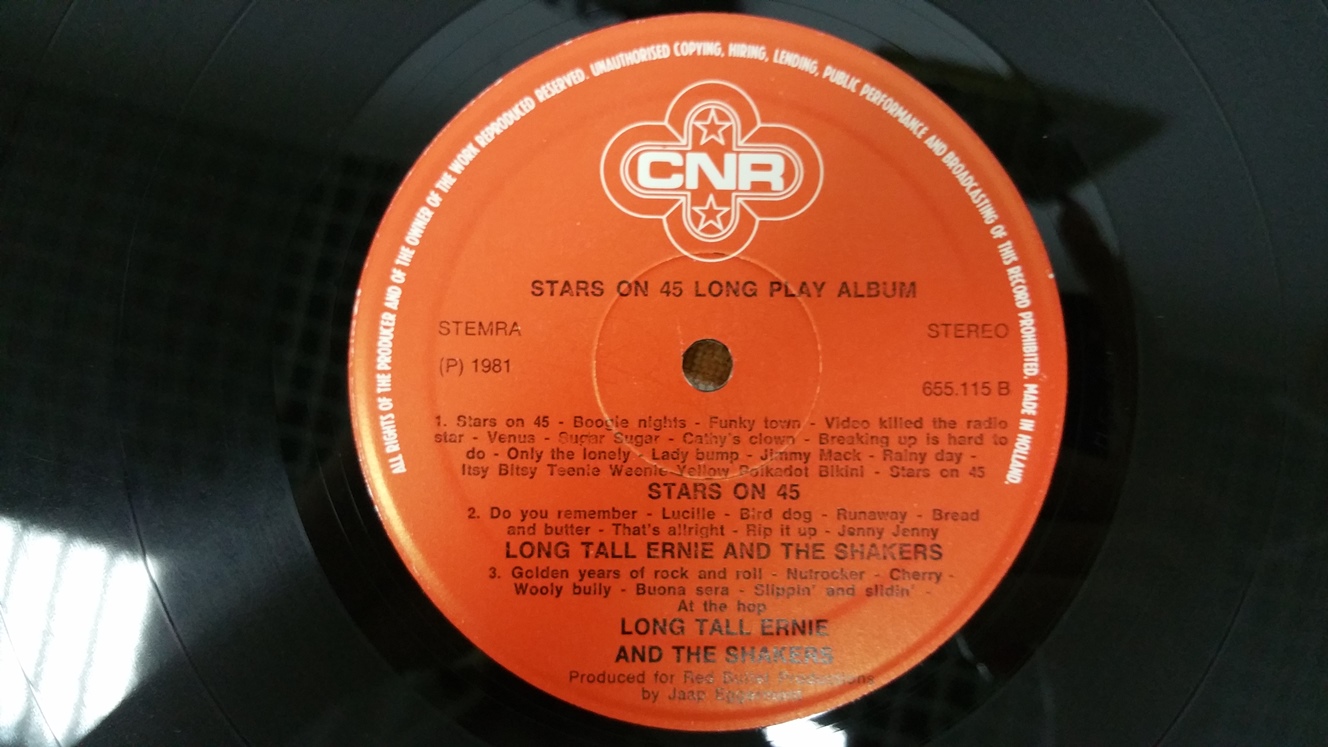 ALL RIGHTS OF THE PRODUCER AND OF THE OWNER OF THE WORK REPRODUCED RESERVED. UNAUTHORISED COPYING, HIRING, LENDING, PUBLIC PERFORMANCE AND BROADCASTING OF THIS RECORD PROHIBITED. MADE IN HOLLAND.
CNR
STARS ON 45 LONG PLAY ALBUM
STEMRA
STEREO
(P) 1981
655.115 B
1. Stars on 45 - Boogie nights - Funky town - Video killed the radio
star - Venus - Sugar Sugar - Cathy's clown - Breaking up is hard to
do - Only the lonely - Lady bump - Jimmy Mack - Rainy day -
Itsy Bitsy Teenie Weenie Yellow Polkadot Bikini - Stars on 45
STARS ON 45
2. Do you remember - Lucille - Bird dog - Runaway - Bread
and butter - That's allright - Rip it up - Jenny Jenny
LONG TALL ERNIE AND THE SHAKERS
3. Golden years of rock and roll - Nutrocker - Cherry -
Wooly bully - Buona sera - Slippin' and slidin' -
At the hop
LONG TALL ERNIE
AND THE SHAKERS
Produced for Red Bullet Productions
by Jaap Eggermont